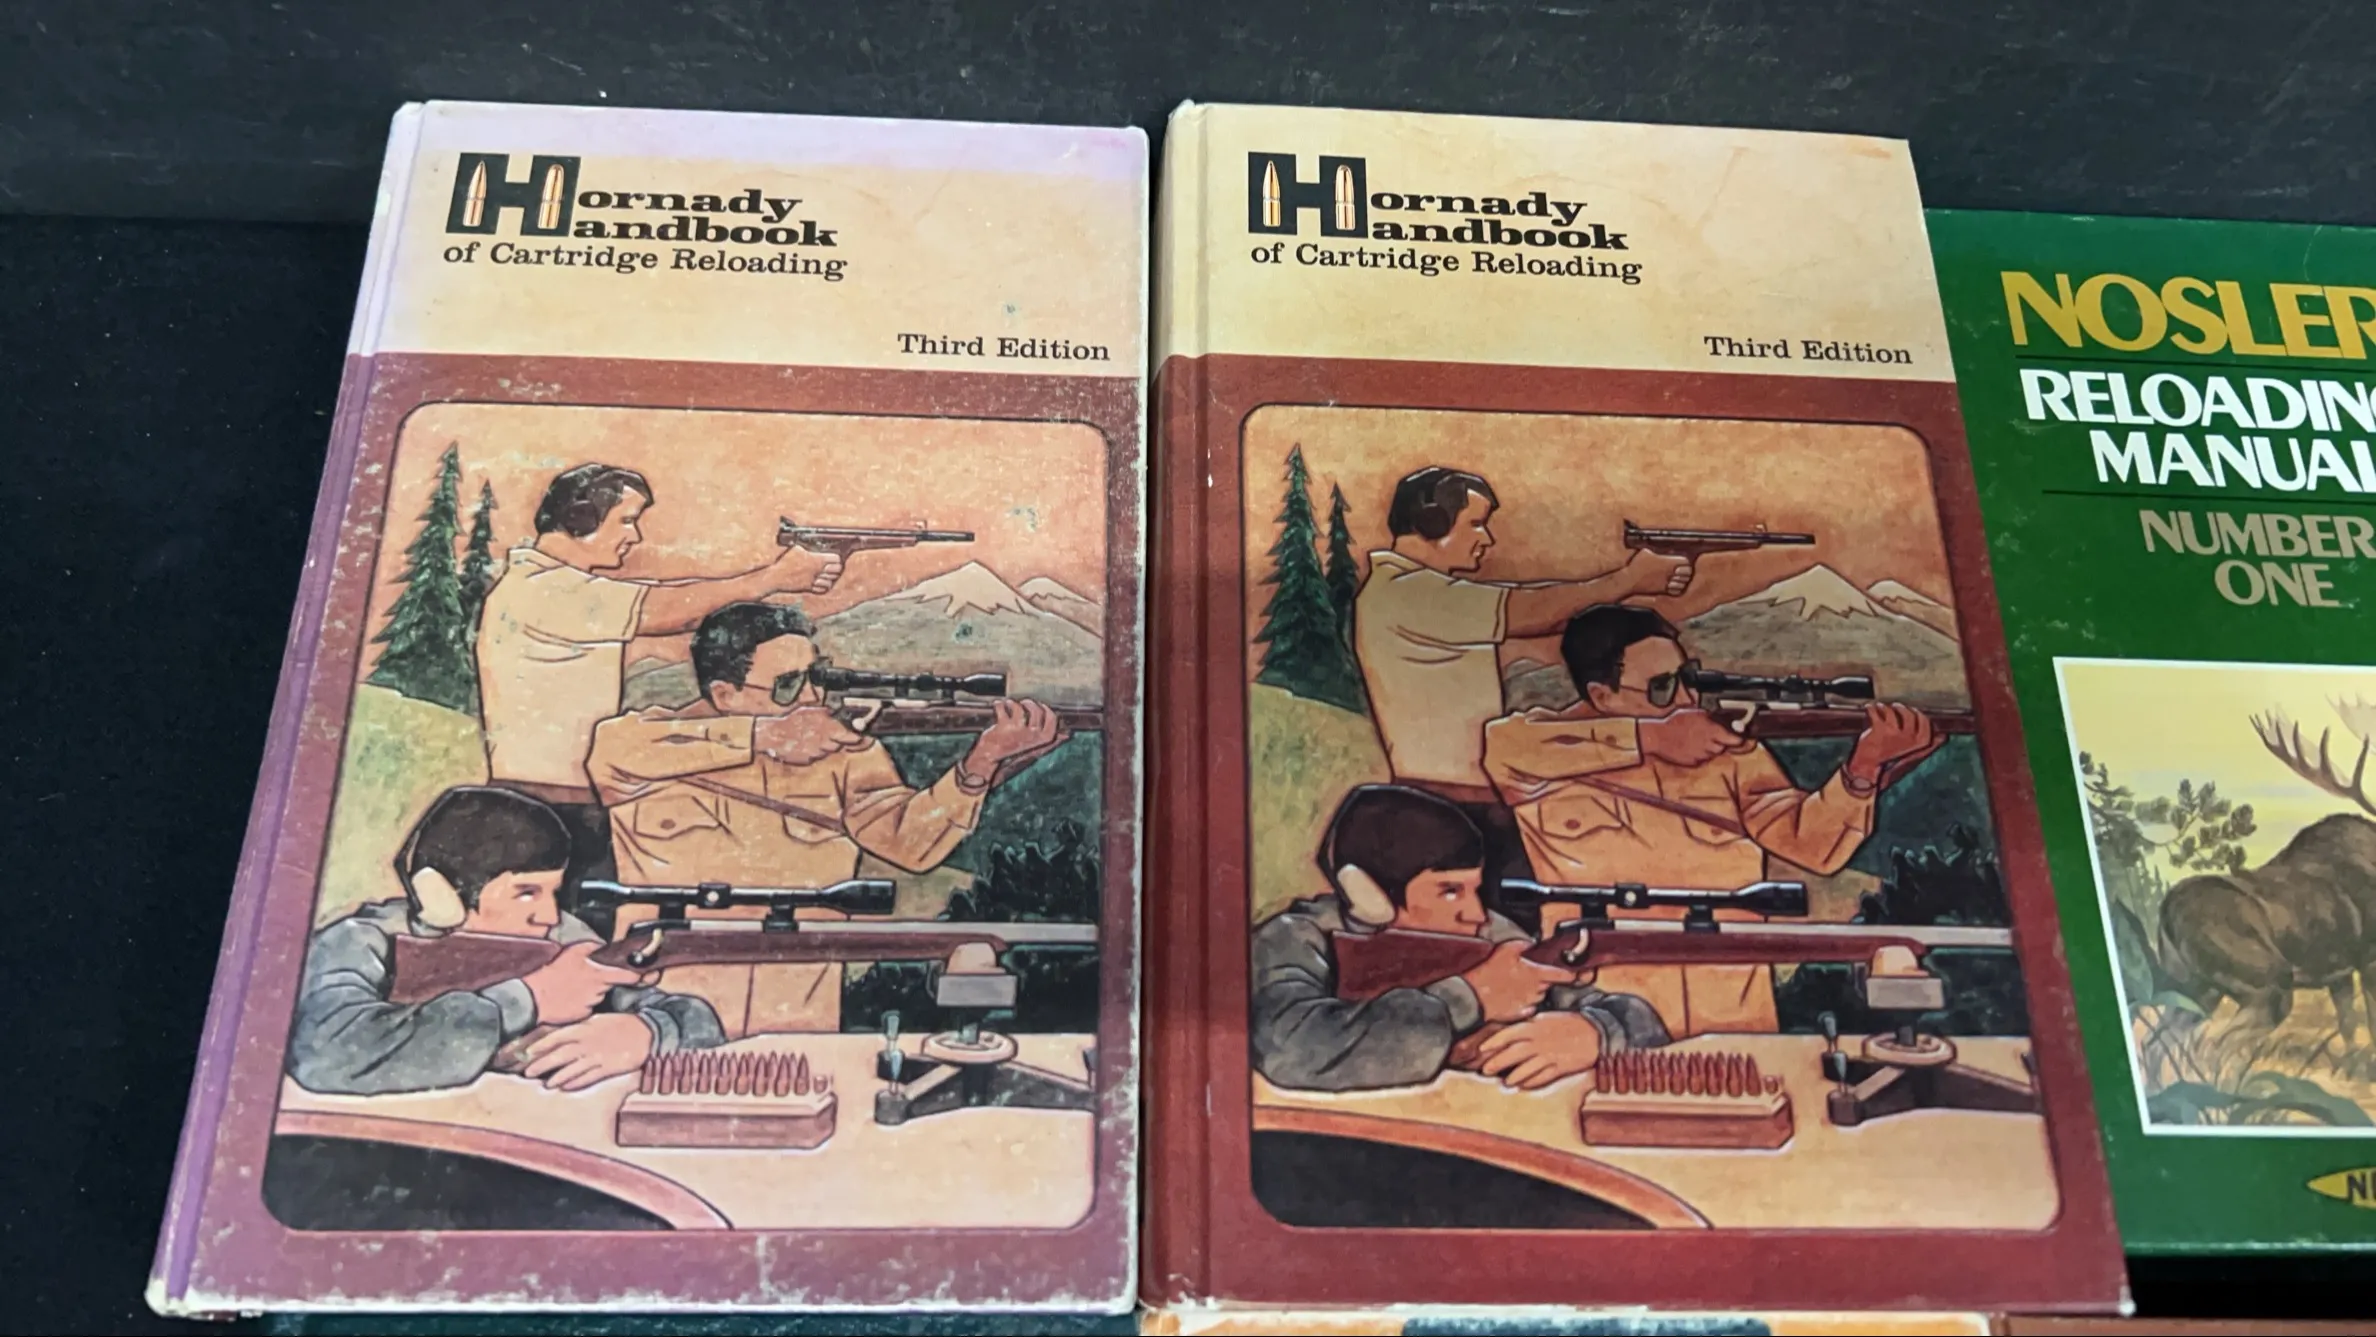 Hornady
Handbook
of Cartridge Reloading
Third Edition
Hornady
Handbook
of Cartridge Reloading
Third Edition
NOSLER
RELOADING
MANUAL
NUMBER
ONE